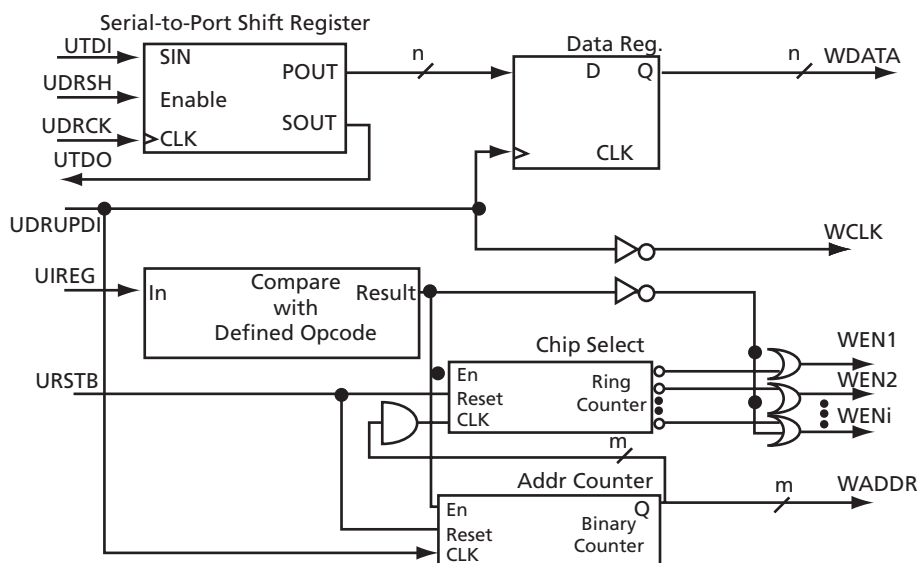 Serial-to-Port Shift Register
UTDI
SIN
UDRSH
Enable
UDRCK
CLK
POUT
SOUT
UTDO
n
Data Reg.
D Q
CLK
n
WDATA
UDRUPDI
WCLK
UIREG
In
Compare
with
Defined Opcode
Result
Chip Select
URSTB
En
Reset
CLK
Ring
Counter
WEN1
WEN2
WENi
m
Addr Counter
En
Reset
CLK
Q
Binary
Counter
m
WADDR